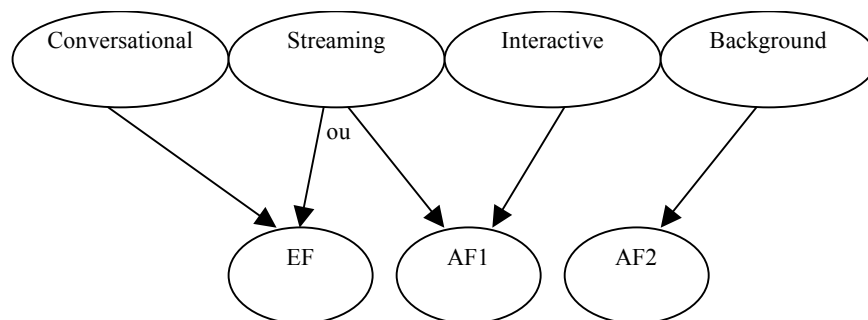 Conversational
Streaming
Interactive
Background
ou
EF
AF1
AF2